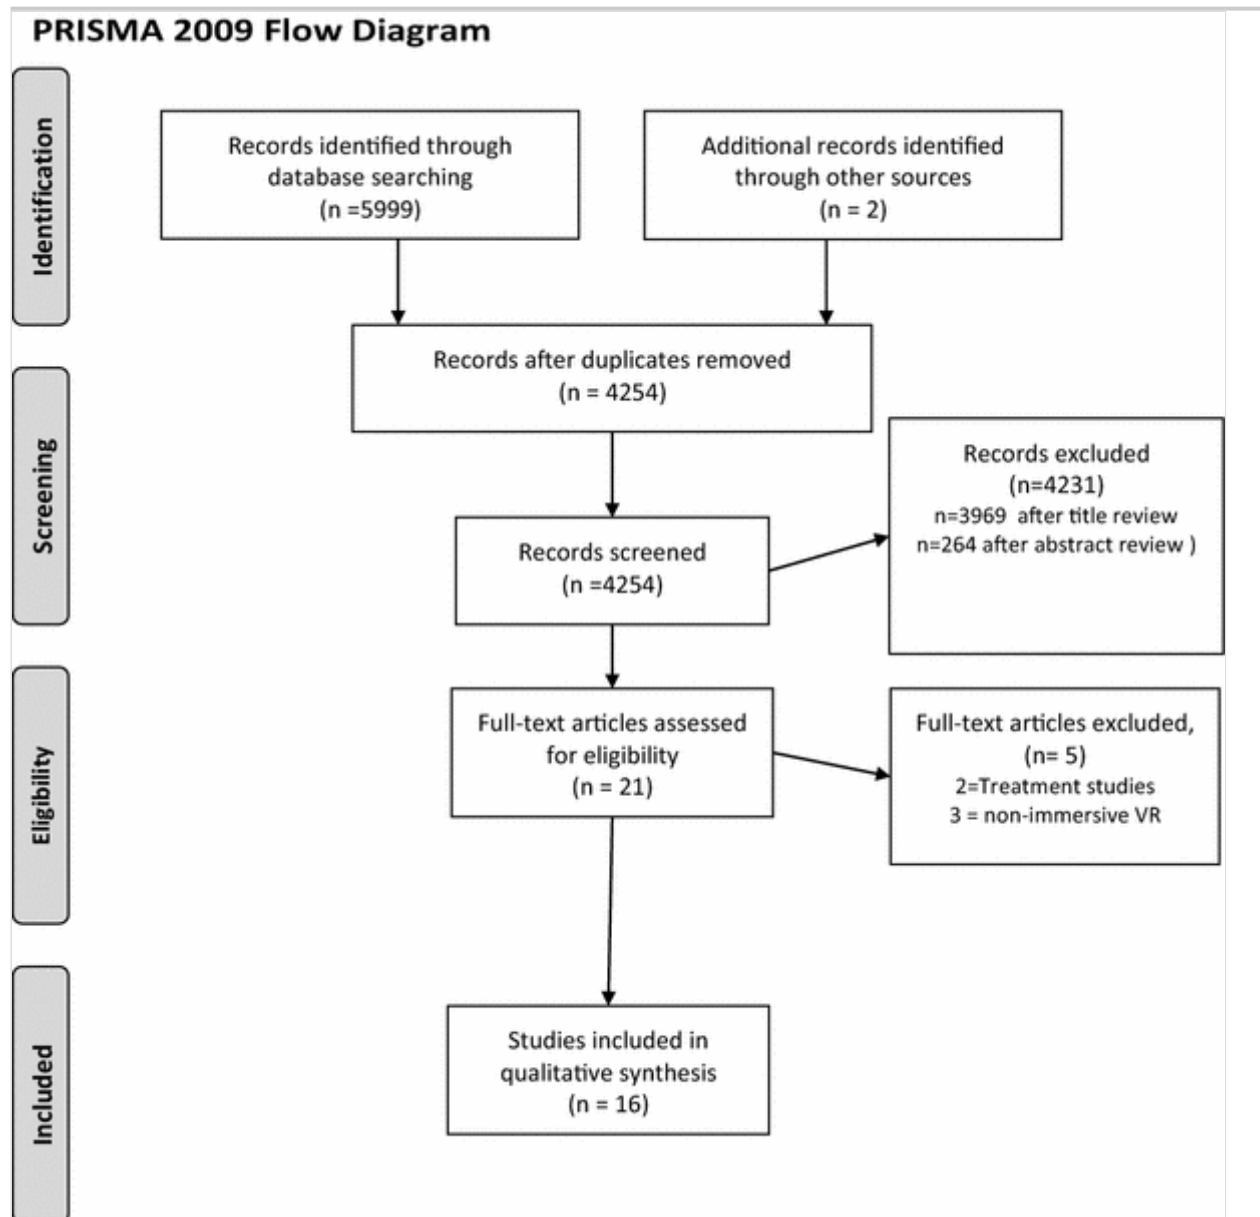 PRISMA 2009 Flow Diagram
Identification
Records identified through
database searching
(n =5999)
Additional records identified
through other sources
(n = 2)
Records after duplicates removed
(n = 4254)
Screening
Records screened
(n =4254)
Records excluded
(n=4231)
n=3969 after title review
n=264 after abstract review )
Eligibility
Full-text articles assessed
for eligibility
(n = 21)
Full-text articles excluded,
(n= 5)
2=Treatment studies
3 = non-immersive VR
Included
Studies included in
qualitative synthesis
(n = 16)